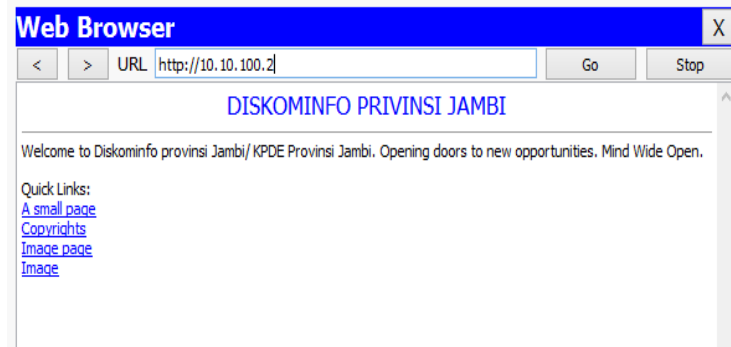 Web Browser X
< > URL http://10.10.100.2 Go Stop
DISKOMINFO PRIVINSI JAMBI
Welcome to Diskominfo provinsi Jambi/ KPDE Provinsi Jambi. Opening doors to new opportunities. Mind Wide Open.
Quick Links:
A small page
Copyrights
Image page
Image